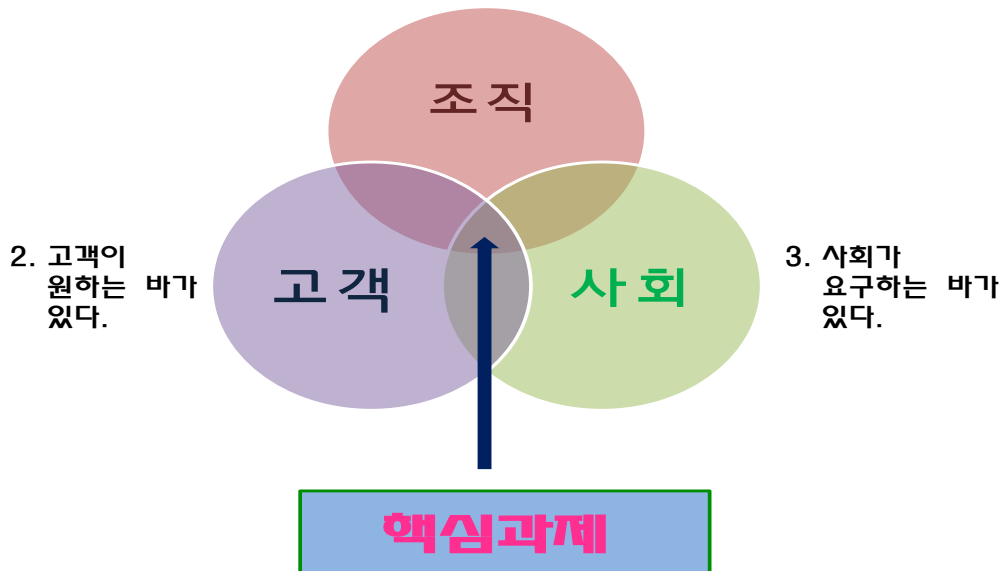 조직
2. 고객이
원하는 바가
있다.
고객
사회
3. 사회가
요구하는 바가
있다.
핵심과제